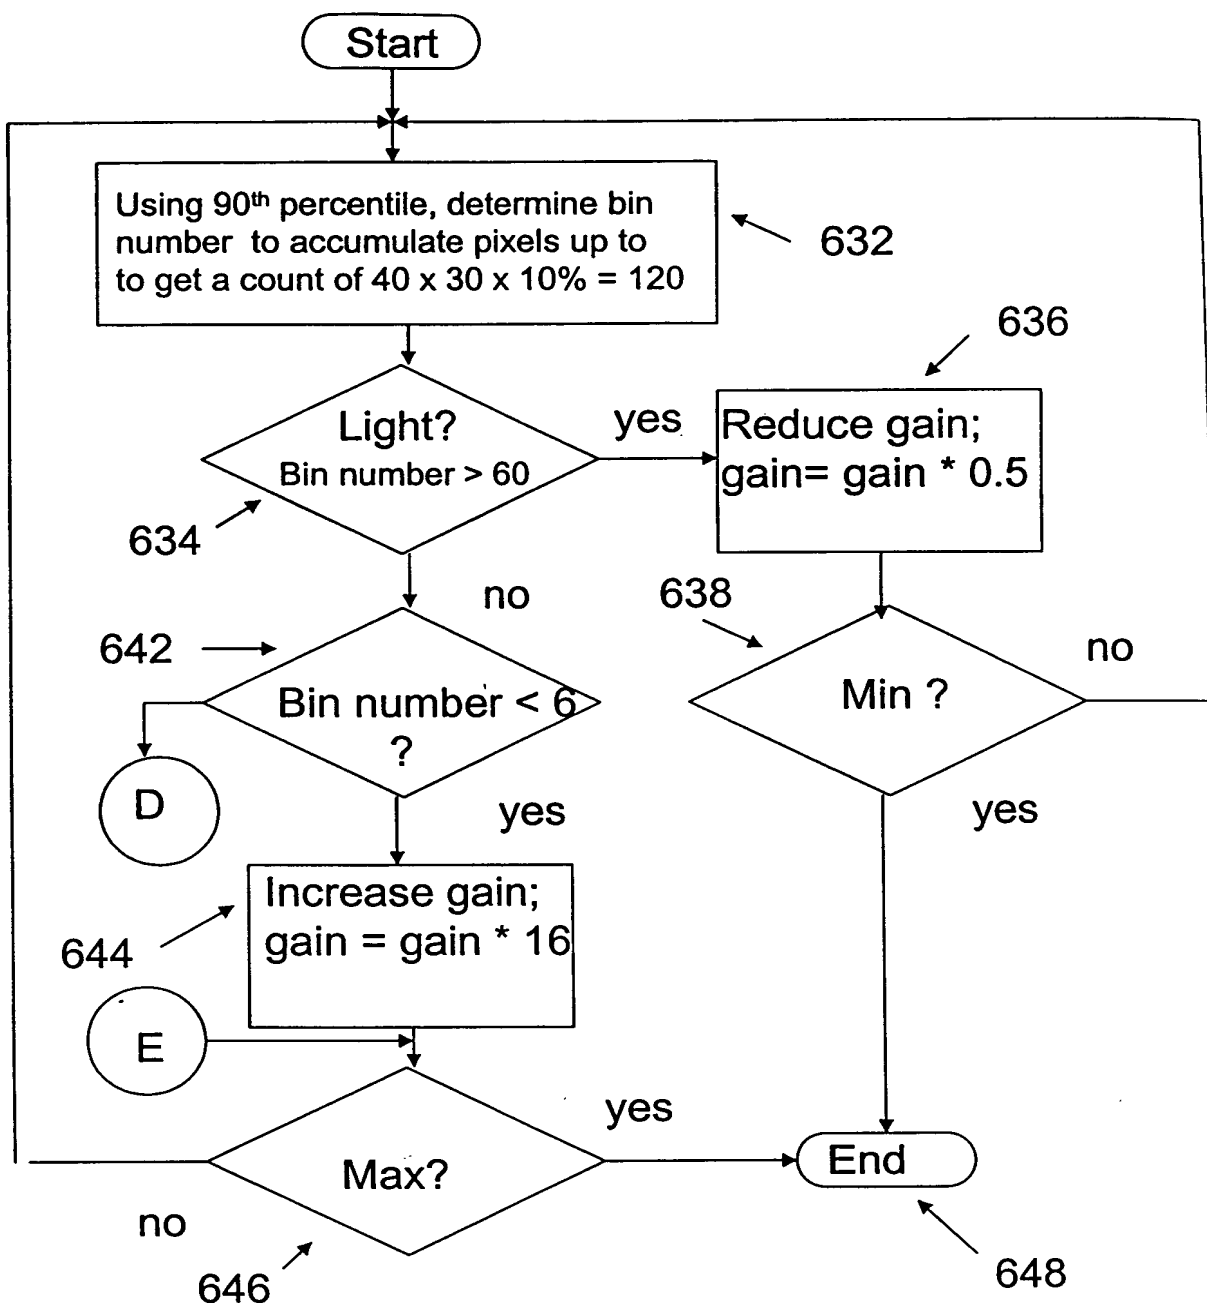 Start
Using 90th percentile, determine bin
number to accumulate pixels up to
to get a count of 40 x 30 x 10% = 120
632
636
Light?
Bin number > 60
yes
Reduce gain;
gain= gain * 0.5
634
no
638
642
Bin number < 6
?
Min ?
no
D
yes
yes
Increase gain;
gain = gain * 16
644
E
yes
Max?
End
no
646
648